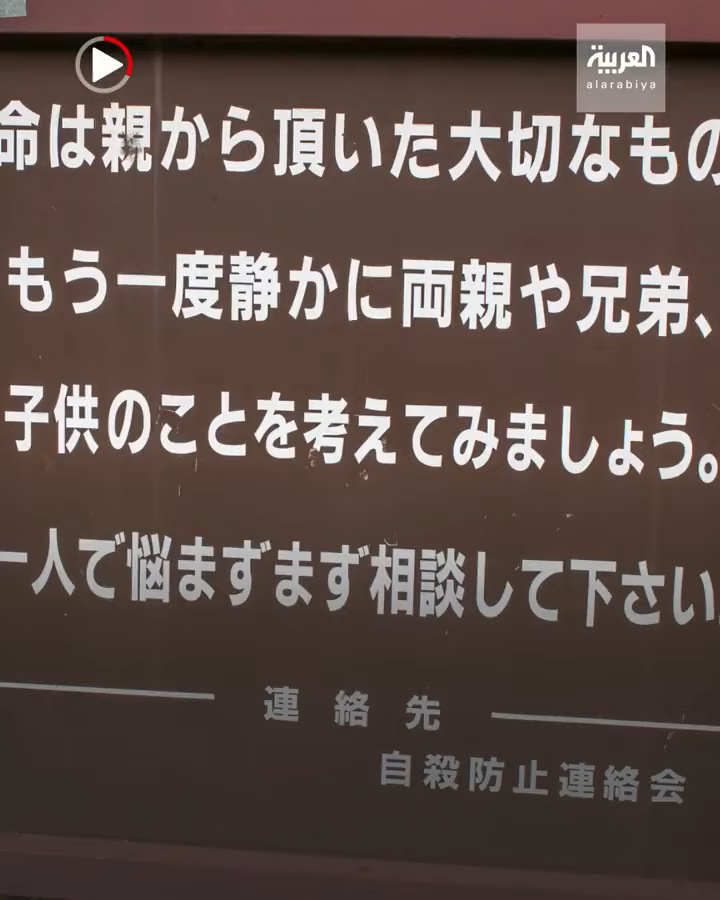 العربية
alarabiya
命は親から頂いた大切なもの
もう一度静かに両親や兄弟、
子供のことを考えてみましょう。
一人で悩まずまず相談して下さい
連絡先
自殺防止連絡会